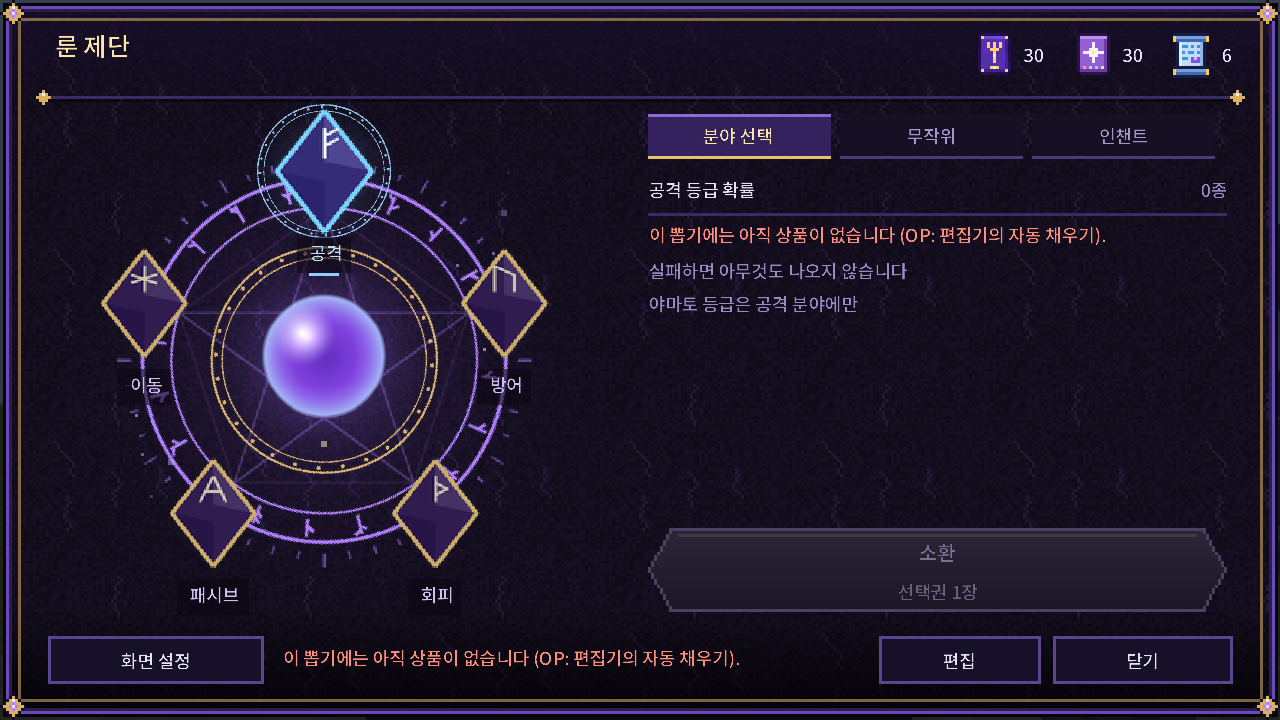 룬 제단
30
30
6
분야 선택
무작위
인챈트
공격 등급 확률
0종
이 뽑기에는 아직 상품이 없습니다 (OP: 편집기의 자동 채우기).
실패하면 아무것도 나오지 않습니다
야마토 등급은 공격 분야에만
공격
이동
방어
패시브
회피
소환
선택권 1장
화면 설정
이 뽑기에는 아직 상품이 없습니다 (OP: 편집기의 자동 채우기).
편집
닫기